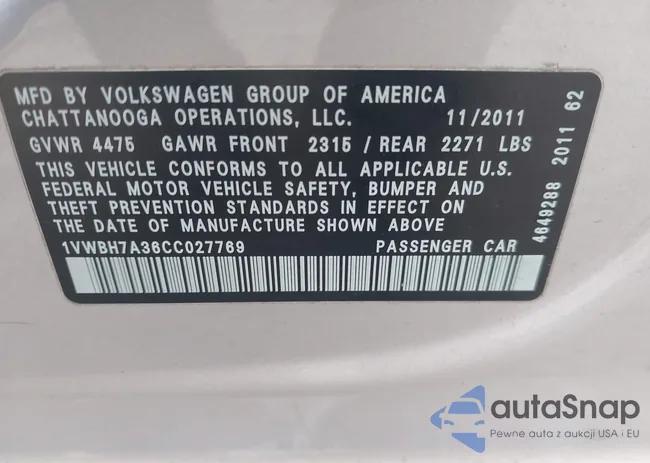 MFD BY VOLKSWAGEN GROUP OF AMERICA
CHATTANOOGA OPERATIONS, LLC. 11/2011
GVWR 4475 GAWR FRONT 2315 / REAR 2271 LBS
THIS VEHICLE CONFORMS TO ALL APPLICABLE U.S.
FEDERAL MOTOR VEHICLE SAFETY, BUMPER AND
THEFT PREVENTION STANDARDS IN EFFECT ON
THE DATE OF MANUFACTURE SHOWN ABOVE
1VWBH7A36CC027769 PASSENGER CAR
4649288 2011 62
autoSnap
Pewne auta z aukcji USA i EU